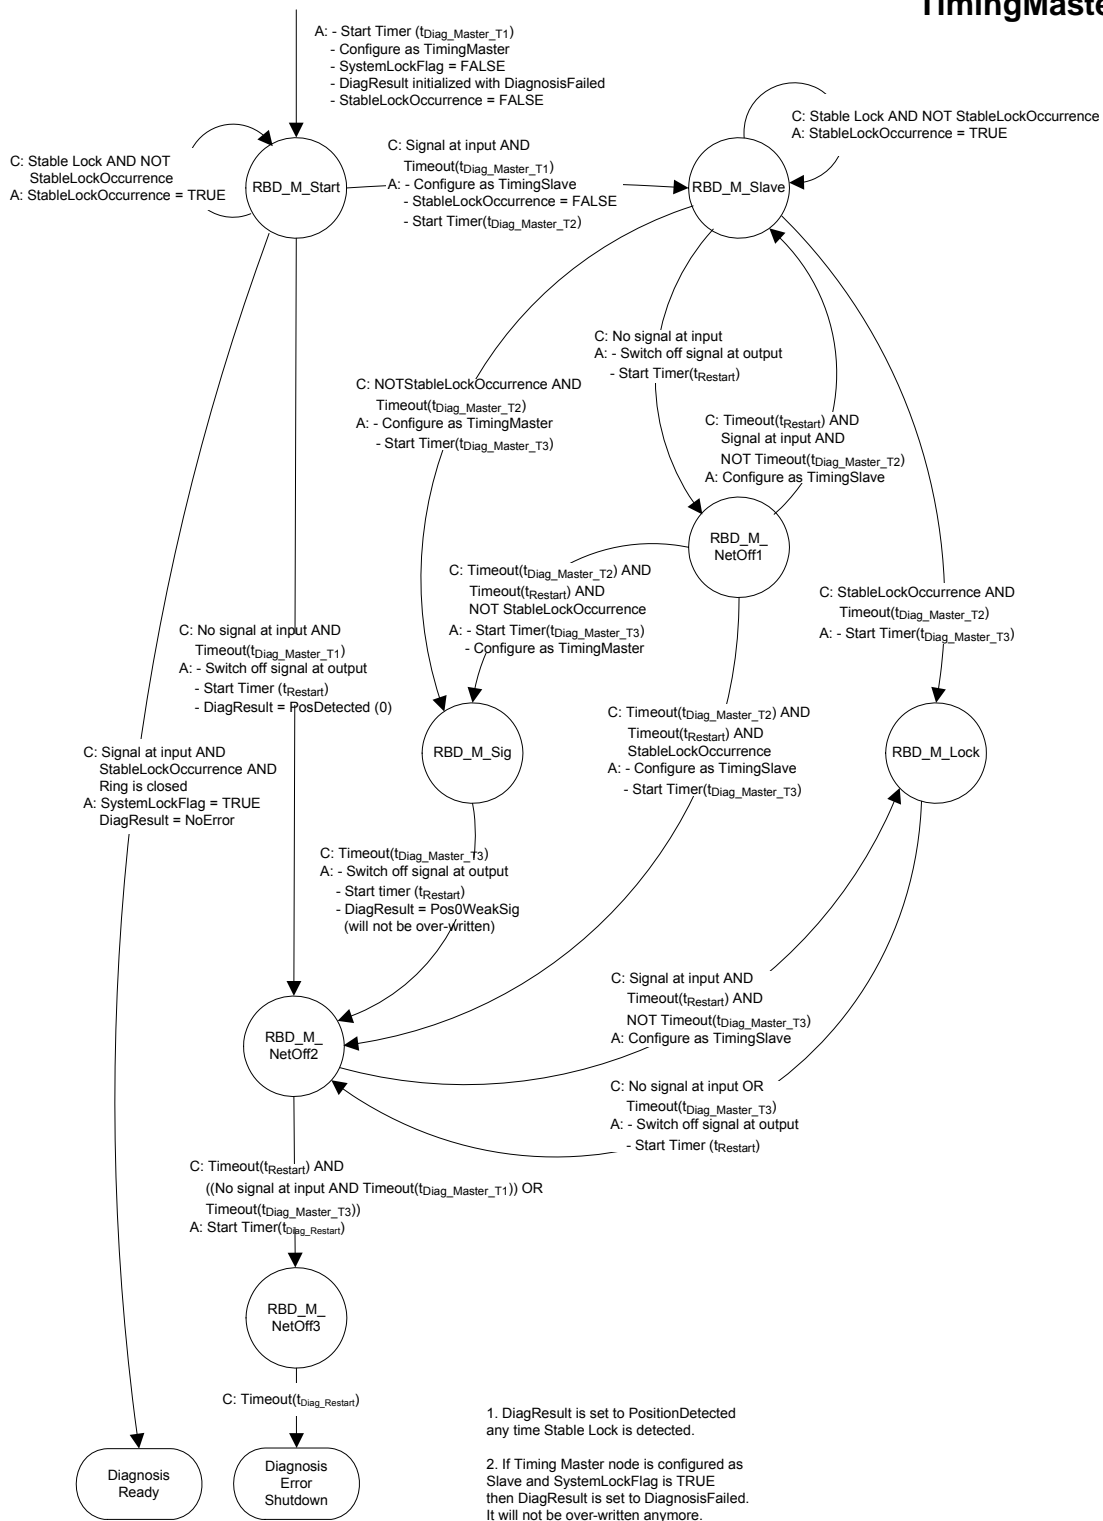 TimingMaste
A: - Start Timer (tDiag_Master_T1)
- Configure as TimingMaster
- SystemLockFlag = FALSE
- DiagResult initialized with DiagnosisFailed
- StableLockOccurrence = FALSE
C: Stable Lock AND NOT StableLockOccurrence
A: StableLockOccurrence = TRUE
C: Stable Lock AND NOT
StableLockOccurrence
A: StableLockOccurrence = TRUE
RBD_M_Start
C: Signal at input AND
Timeout(tDiag_Master_T1)
A: - Configure as TimingSlave
- StableLockOccurrence = FALSE
- Start Timer(tDiag_Master_T2)
RBD_M_Slave
C: No signal at input
A: - Switch off signal at output
- Start Timer(tRestart)
C: NOTStableLockOccurrence AND
Timeout(tDiag_Master_T2)
A: - Configure as TimingMaster
- Start Timer(tDiag_Master_T3)
C: Timeout(tRestart) AND
Signal at input AND
NOT Timeout(tDiag_Master_T2)
A: Configure as TimingSlave
RBD_M_
NetOff1
C: Timeout(tDiag_Master_T2) AND
Timeout(tRestart) AND
NOT StableLockOccurrence
A: - Start Timer(tDiag_Master_T3)
- Configure as TimingMaster
C: StableLockOccurrence AND
Timeout(tDiag_Master_T2)
A: - Start Timer(tDiag_Master_T3)
C: No signal at input AND
Timeout(tDiag_Master_T1)
A: - Switch off signal at output
- Start Timer (tRestart)
- DiagResult = PosDetected (0)
C: Timeout(tDiag_Master_T2) AND
Timeout(tRestart) AND
StableLockOccurrence
A: - Configure as TimingSlave
- Start Timer(tDiag_Master_T3)
RBD_M_Sig
RBD_M_Lock
C: Signal at input AND
StableLockOccurrence AND
Ring is closed
A: SystemLockFlag = TRUE
DiagResult = NoError
C: Timeout(tDiag_Master_T3)
A: - Switch off signal at output
- Start timer (tRestart)
- DiagResult = Pos0WeakSig
(will not be over-written)
C: Signal at input AND
Timeout(tRestart) AND
NOT Timeout(tDiag_Master_T3)
A: Configure as TimingSlave
RBD_M_
NetOff2
C: No signal at input OR
Timeout(tDiag_Master_T3)
A: - Switch off signal at output
- Start Timer (tRestart)
C: Timeout(tRestart) AND
((No signal at input AND Timeout(tDiag_Master_T1)) OR
Timeout(tDiag_Master_T3))
A: Start Timer(tDiag_Restart)
RBD_M_
NetOff3
C: Timeout(tDiag_Restart)
Diagnosis
Ready
Diagnosis
Error
Shutdown
1. DiagResult is set to PositionDetected
any time Stable Lock is detected.
2. If Timing Master node is configured as
Slave and SystemLockFlag is TRUE
then DiagResult is set to DiagnosisFailed.
It will not be over-written anymore.